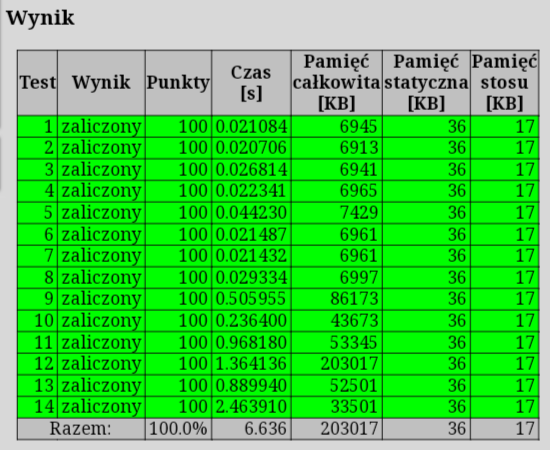 Wynik
Test Wynik Punkty Czas [s] Pamięć całkowita [KB] Pamięć statyczna [KB] Pamięć stosu [KB]
1 zaliczony 100 0.021084 6945 36 17
2 zaliczony 100 0.020706 6913 36 17
3 zaliczony 100 0.026814 6941 36 17
4 zaliczony 100 0.022341 6965 36 17
5 zaliczony 100 0.044230 7429 36 17
6 zaliczony 100 0.021487 6961 36 17
7 zaliczony 100 0.021432 6961 36 17
8 zaliczony 100 0.029334 6997 36 17
9 zaliczony 100 0.505955 86173 36 17
10 zaliczony 100 0.236400 43673 36 17
11 zaliczony 100 0.968180 53345 36 17
12 zaliczony 100 1.364136 203017 36 17
13 zaliczony 100 0.889940 52501 36 17
14 zaliczony 100 2.463910 33501 36 17
Razem: 100.0% 6.636 203017 36 17